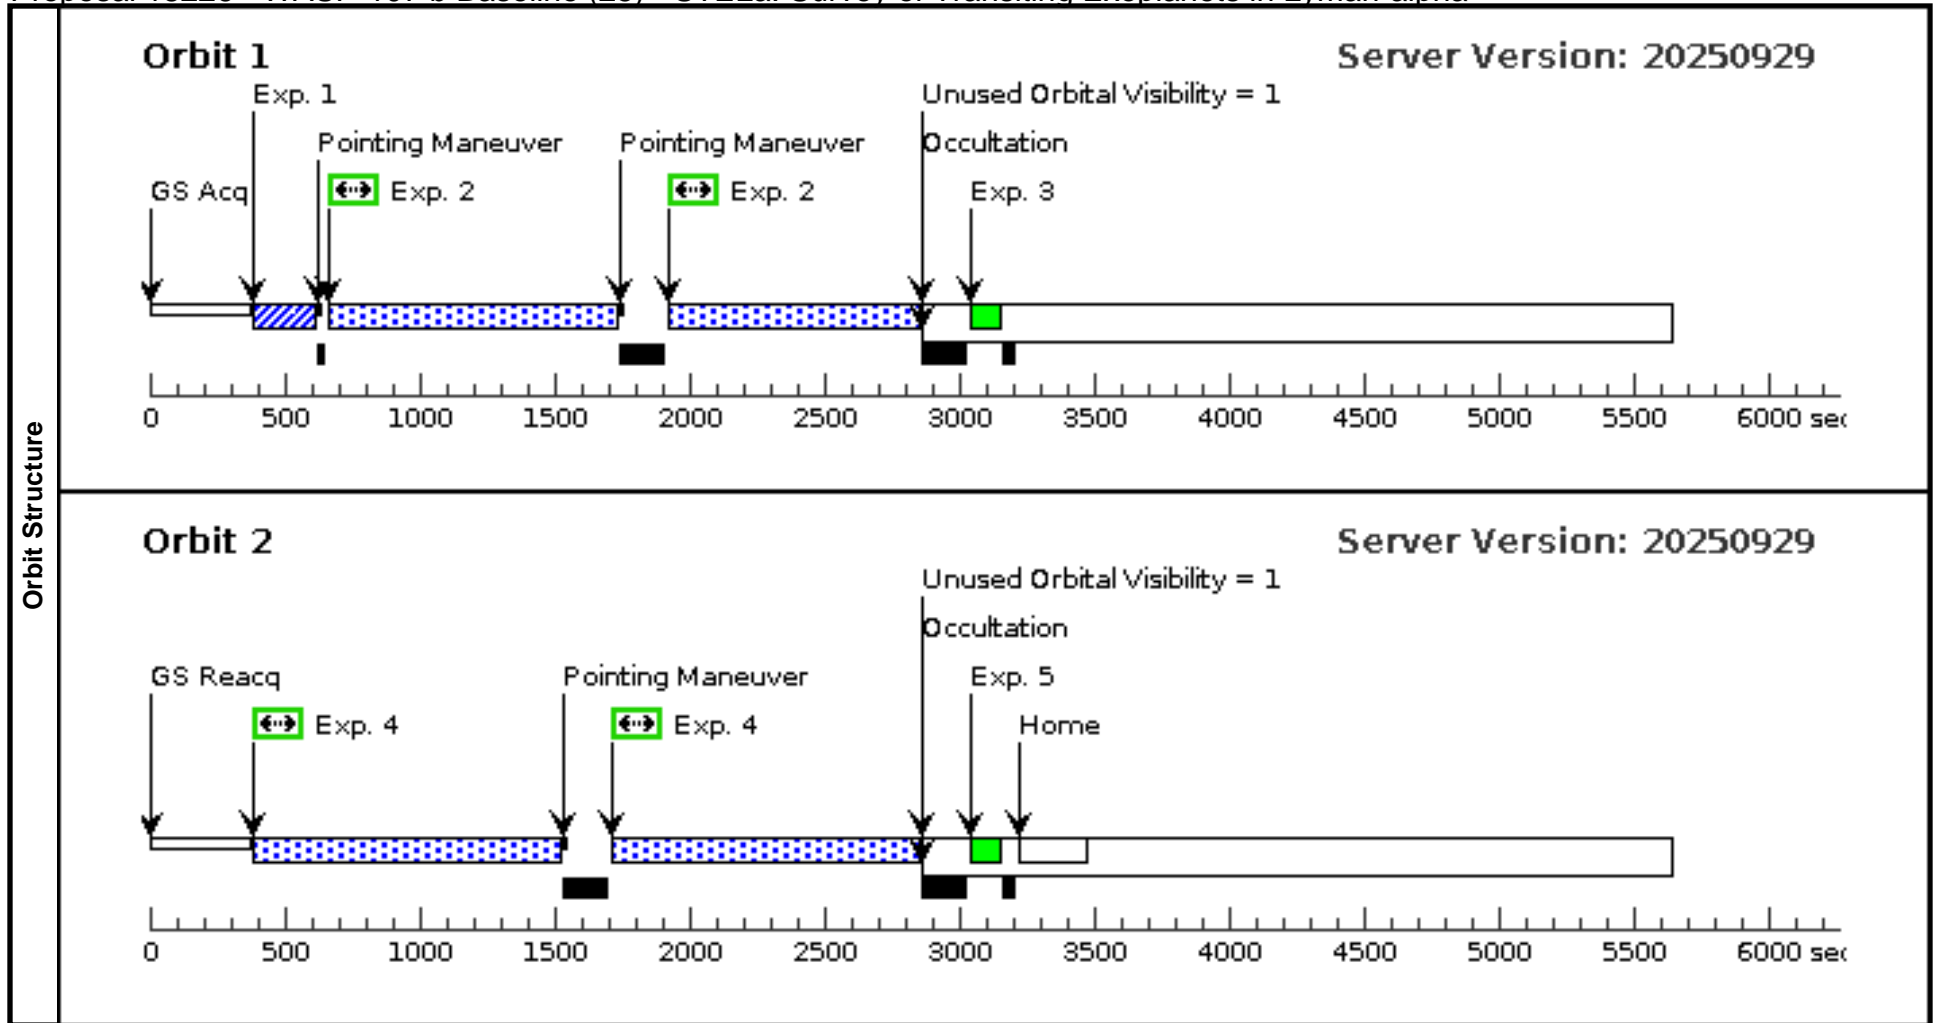 Orbit Structure
Orbit 1
Server Version: 20250929
Exp. 1
Unused Orbital Visibility = 1
Pointing Maneuver
Pointing Maneuver
Occultation
GS Acq
Exp. 2
Exp. 2
Exp. 3
0 500 1000 1500 2000 2500 3000 3500 4000 4500 5000 5500 6000 sec
Orbit 2
Server Version: 20250929
Unused Orbital Visibility = 1
Occultation
GS Reacq
Pointing Maneuver
Exp. 5
Exp. 4
Exp. 4
Home
0 500 1000 1500 2000 2500 3000 3500 4000 4500 5000 5500 6000 sec